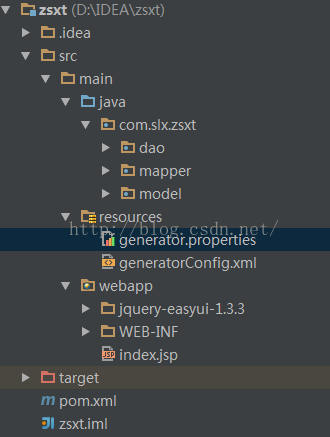 zsxt (D:\IDEA\zsxt)
.idea
src
main
java
com.slx.zsxt
dao
mapper
model
resources
http://blog.csdn.net/
generator.properties
generatorConfig.xml
webapp
jquery-easyui-1.3.3
WEB-INF
index.jsp
target
pom.xml
zsxt.iml